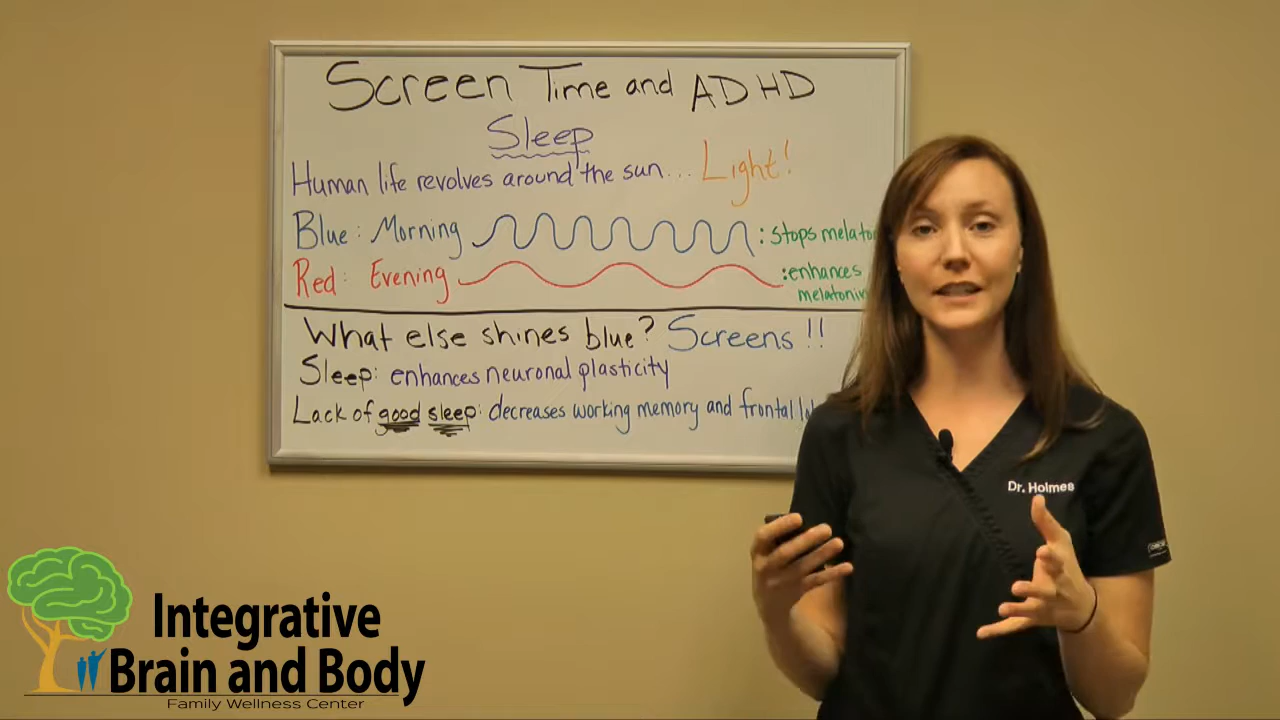 Screen Time and ADHD
Sleep
Human life revolves around the sun... Light!
Blue: Morning : stops melato
Red: Evening :enhances
melatonin
What else shines blue? Screens!!
Sleep: enhances neuronal plasticity
Lack of good sleep: decreases working memory and frontal lo
Dr. Holmes
Integrative
Brain and Body
Family Wellness Center